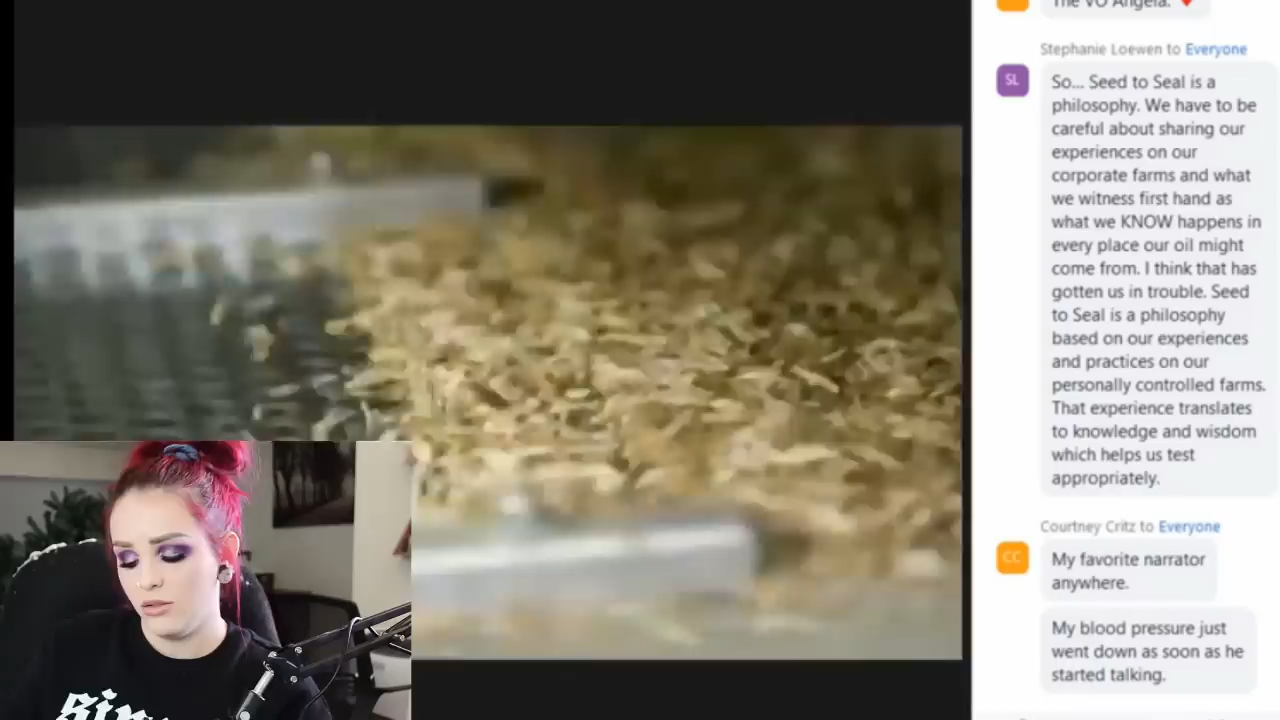 The VO Angela. ❤️
Stephanie Loewen to Everyone
SL
So... Seed to Seal is a
philosophy. We have to be
careful about sharing our
experiences on our
corporate farms and what
we witness first hand as
what we KNOW happens in
every place our oil might
come from. I think that has
gotten us in trouble. Seed
to Seal is a philosophy
based on our experiences
and practices on our
personally controlled farms.
That experience translates
to knowledge and wisdom
which helps us test
appropriately.
Courtney Critz to Everyone
CC
My favorite narrator
anywhere.
My blood pressure just
went down as soon as he
started talking.